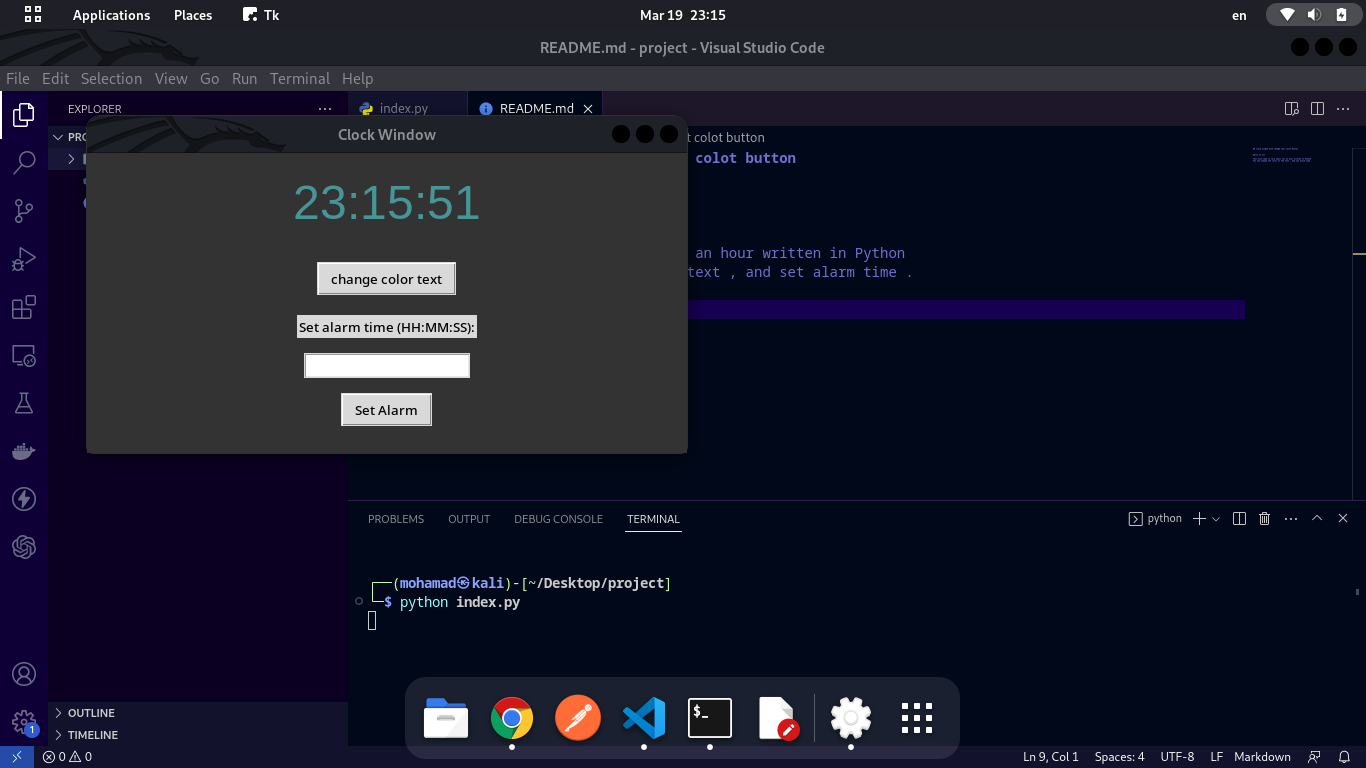 Applications Places Tk Mar 19 23:15 en
README.md - project - Visual Studio Code
File Edit Selection View Go Run Terminal Help
EXPLORER ··· index.py README.md
Clock Window
t colot button
colot button
23:15:51
an hour written in Python
text , and set alarm time .
change color text
Set alarm time (HH:MM:SS):
Set Alarm
PROBLEMS OUTPUT DEBUG CONSOLE TERMINAL python
(mohamad㉿kali)-[~/Desktop/project]
$ python index.py
$_
OUTLINE
1
TIMELINE
0 0 Ln 9, Col 1 Spaces: 4 UTF-8 LF Markdown